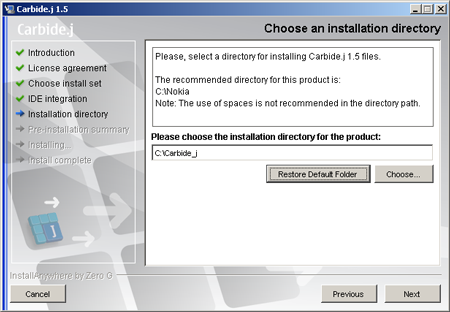 Carbide.j 1.5
Carbide.j
Choose an installation directory
Introduction
License agreement
Choose install set
IDE integration
Installation directory
Pre-installation summary
Installing...
Install complete
Please, select a directory for installing Carbide.j 1.5 files.
The recommended directory for this product is:
C:\Nokia
Note: The use of spaces is not recommended in the directory path.
Please choose the installation directory for the product:
C:\Carbide_j
Restore Default Folder
Choose...
j
InstallAnywhere by Zero G
Cancel
Previous
Next